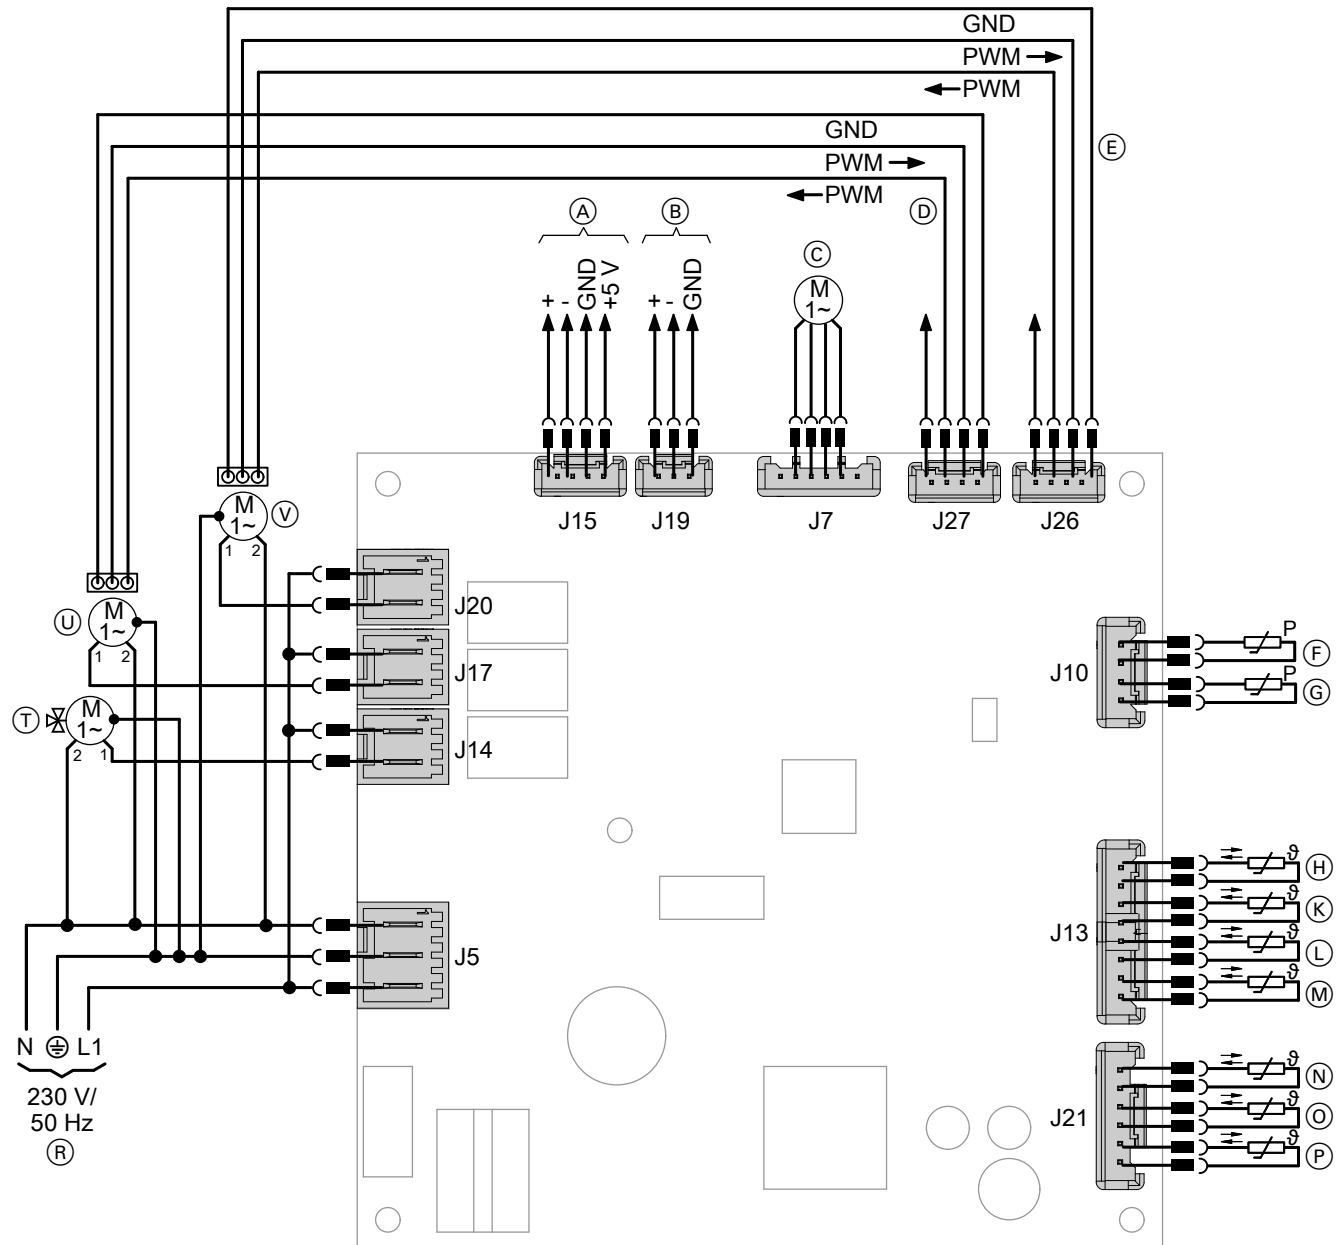 GND
PWM
PWM
GND
PWM
PWM
E
D
A
B
C
+ - GND +5 V
+ - GND
M
1~
J15
J19
J7
J27
J26
M
1~
V
1 2
M
1~
U
1 2
M
1~
T
2 1
J20
J17
J14
J5
N L1
230 V/
50 Hz
R
J10
P
F
P
G
J13
ϑ
H
ϑ
K
ϑ
L
ϑ
M
J21
ϑ
N
ϑ
O
ϑ
P